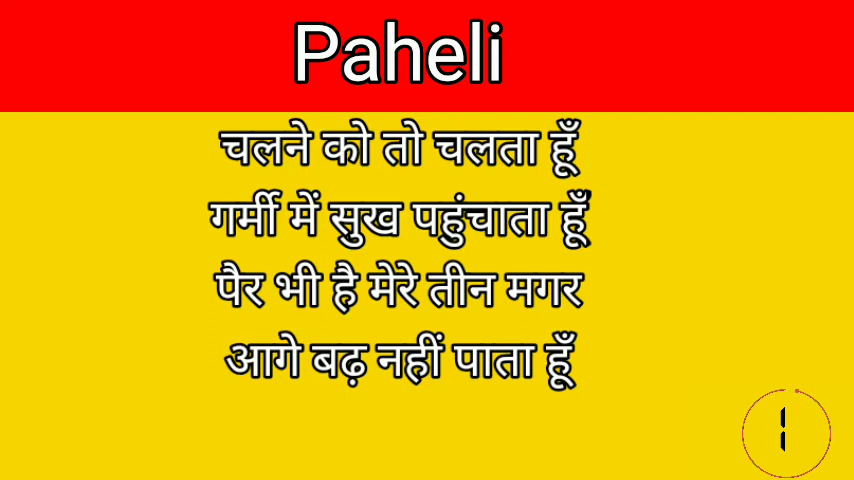 Paheli
चलने को तो चलता हूँ
गर्मी में सुख पहुंचाता हूँ
पैर भी है मेरे तीन मगर
आगे बढ़ नहीं पाता हूँ
1